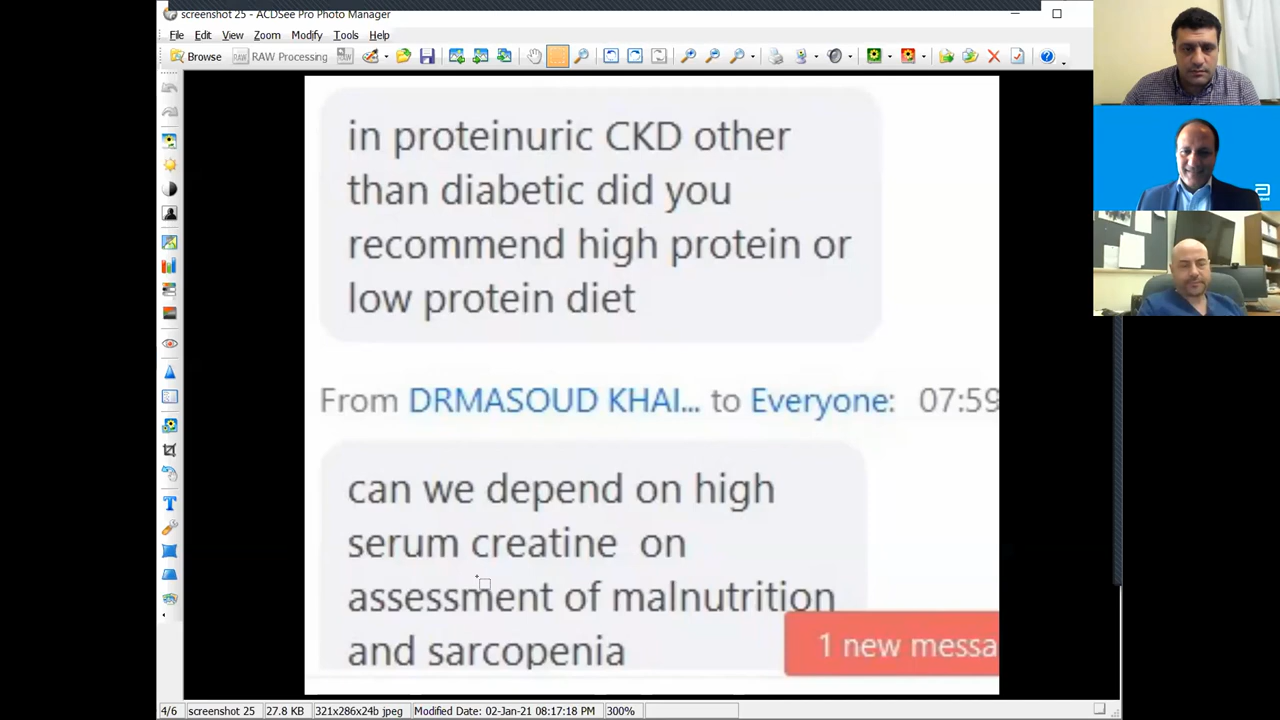 screenshot 25 - ACDSee Pro Photo Manager
File Edit View Zoom Modify Tools Help
Browse RAW RAW Processing
in proteinuric CKD other
than diabetic did you
recommend high protein or
low protein diet
From DRMASOUD KHAI... to Everyone: 07:59
can we depend on high
serum creatine on
assessment of malnutrition
and sarcopenia
1 new messa
4/6 screenshot 25 27.8 KB 321x286x24b jpeg Modified Date: 02-Jan-21 08:17:18 PM 300%